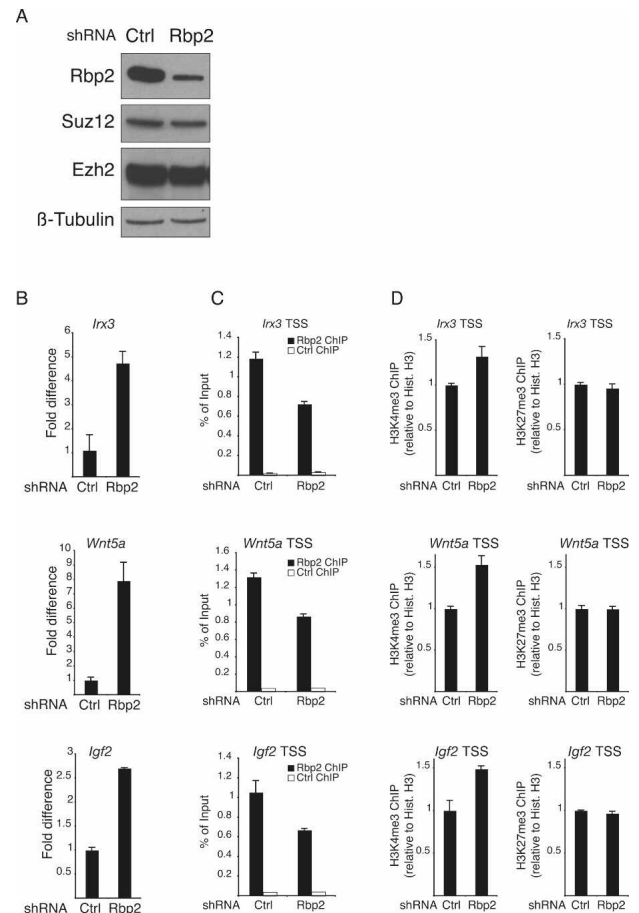 A
shRNA Ctrl Rbp2
Rbp2
Suz12
Ezh2
ß-Tubulin
B
Irx3
Fold difference
6
5
4
3
2
1
shRNA Ctrl Rbp2
Wnt5a
Fold difference
10
9
8
7
6
5
4
3
2
1
shRNA Ctrl Rbp2
Igf2
Fold difference
3
2.5
2
1.5
1
0.5
shRNA Ctrl Rbp2
C
Irx3 TSS
Rbp2 ChIP
Ctrl ChIP
% of Input
1.4
1.2
1
0.8
0.6
0.4
0.2
shRNA Ctrl Rbp2
Wnt5a TSS
Rbp2 ChIP
Ctrl ChIP
% of Input
1.6
1.4
1.2
1
0.8
0.6
0.4
0.2
shRNA Ctrl Rbp2
Igf2 TSS
Rbp2 ChIP
Ctrl ChIP
% of Input
1.4
1.2
1
0.8
0.6
0.4
0.2
shRNA Ctrl Rbp2
D
Irx3 TSS
H3K4me3 ChIP
(relative to Hist. H3)
1.5
1
0.5
shRNA Ctrl Rbp2
Irx3 TSS
H3K27me3 ChIP
(relative to Hist. H3)
1.5
1
0.5
Ctrl Rbp2
Wnt5a TSS
H3K4me3 ChIP
(relative to Hist. H3)
1.5
1
0.5
shRNA Ctrl Rbp2
Wnt5a TSS
H3K27me3 ChIP
(relative to Hist. H3)
1.5
1
0.5
Ctrl Rbp2
Igf2 TSS
H3K4me3 ChIP
(relative to Hist. H3)
1.5
1
0.5
shRNA Ctrl Rbp2
Igf2 TSS
H3K27me3 ChIP
(relative to Hist. H3)
1.5
1
0.5
Ctrl Rbp2